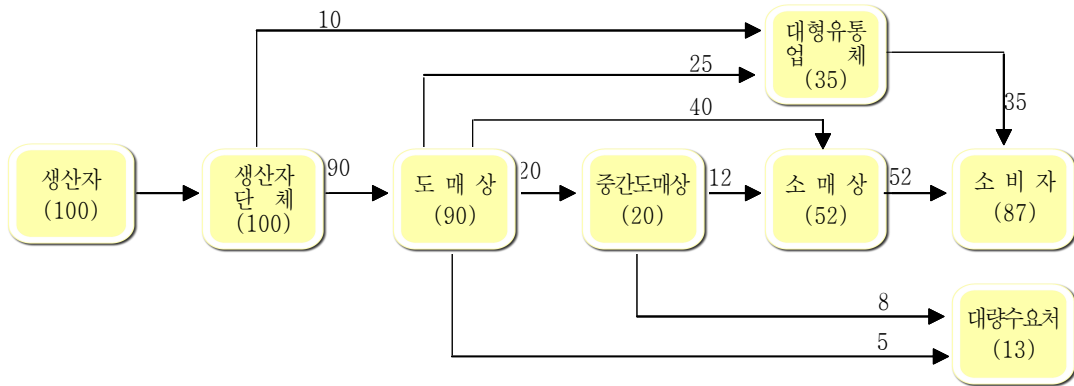 10
대형유통
업 체
(35)
25
40
35
생산자
(100)
생산자
단 체
(100)
90
도 매 상
(90)
20
중간도매상
(20)
12
소 매 상
(52)
52
소 비 자
(87)
8
대량수요처
(13)
5